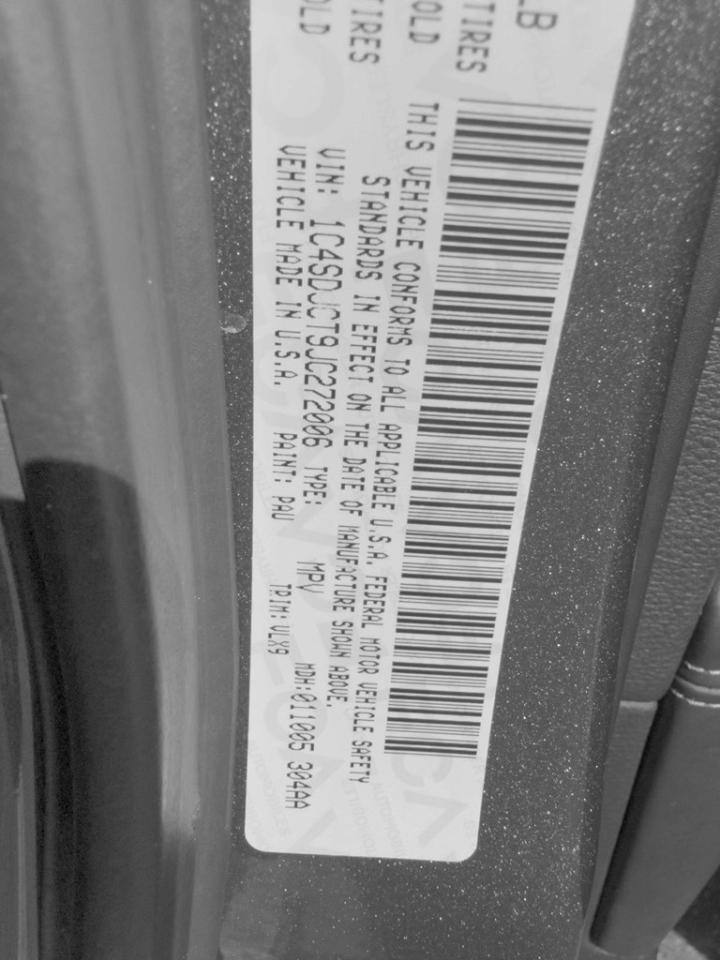 LB
TIRES
OLD
TIRES
OLD
THIS VEHICLE CONFORMS TO ALL APPLICABLE U.S.A. FEDERAL MOTOR VEHICLE SAFETY
STANDARDS IN EFFECT ON THE DATE OF MANUFACTURE SHOWN ABOVE.
VIN: 1C4SDJCT9JC272006 TYPE: MPV MDH:011005 304AA
VEHICLE MADE IN U.S.A. PAINT: PAU TRIM:VLX9